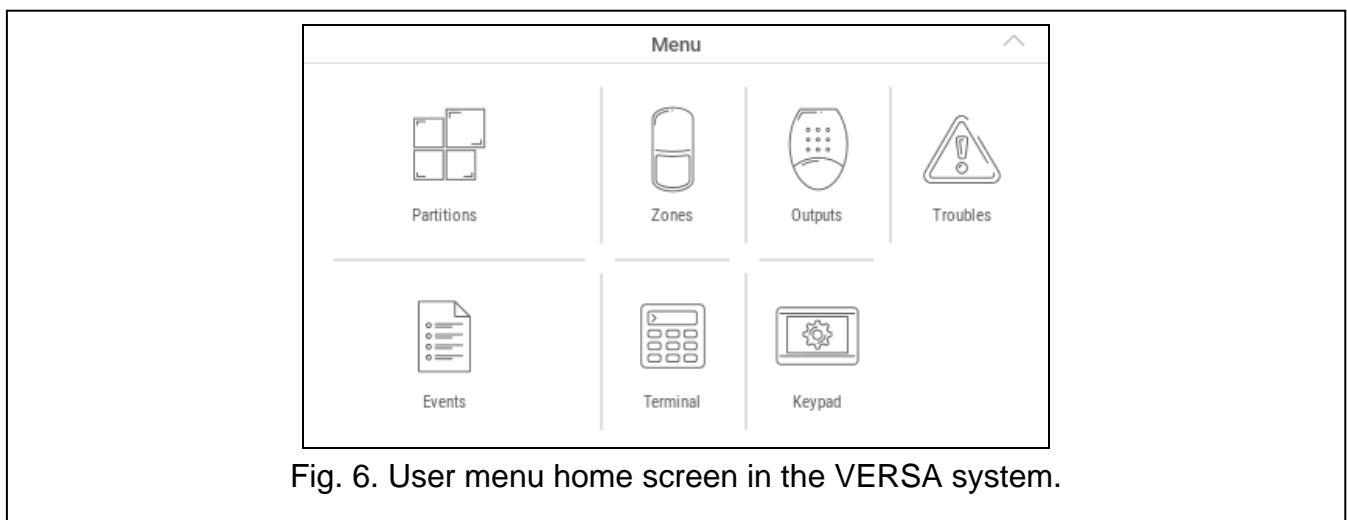 Menu
Partitions
Zones
Outputs
Troubles
Events
Terminal
Keypad
Fig. 6. User menu home screen in the VERSA system.